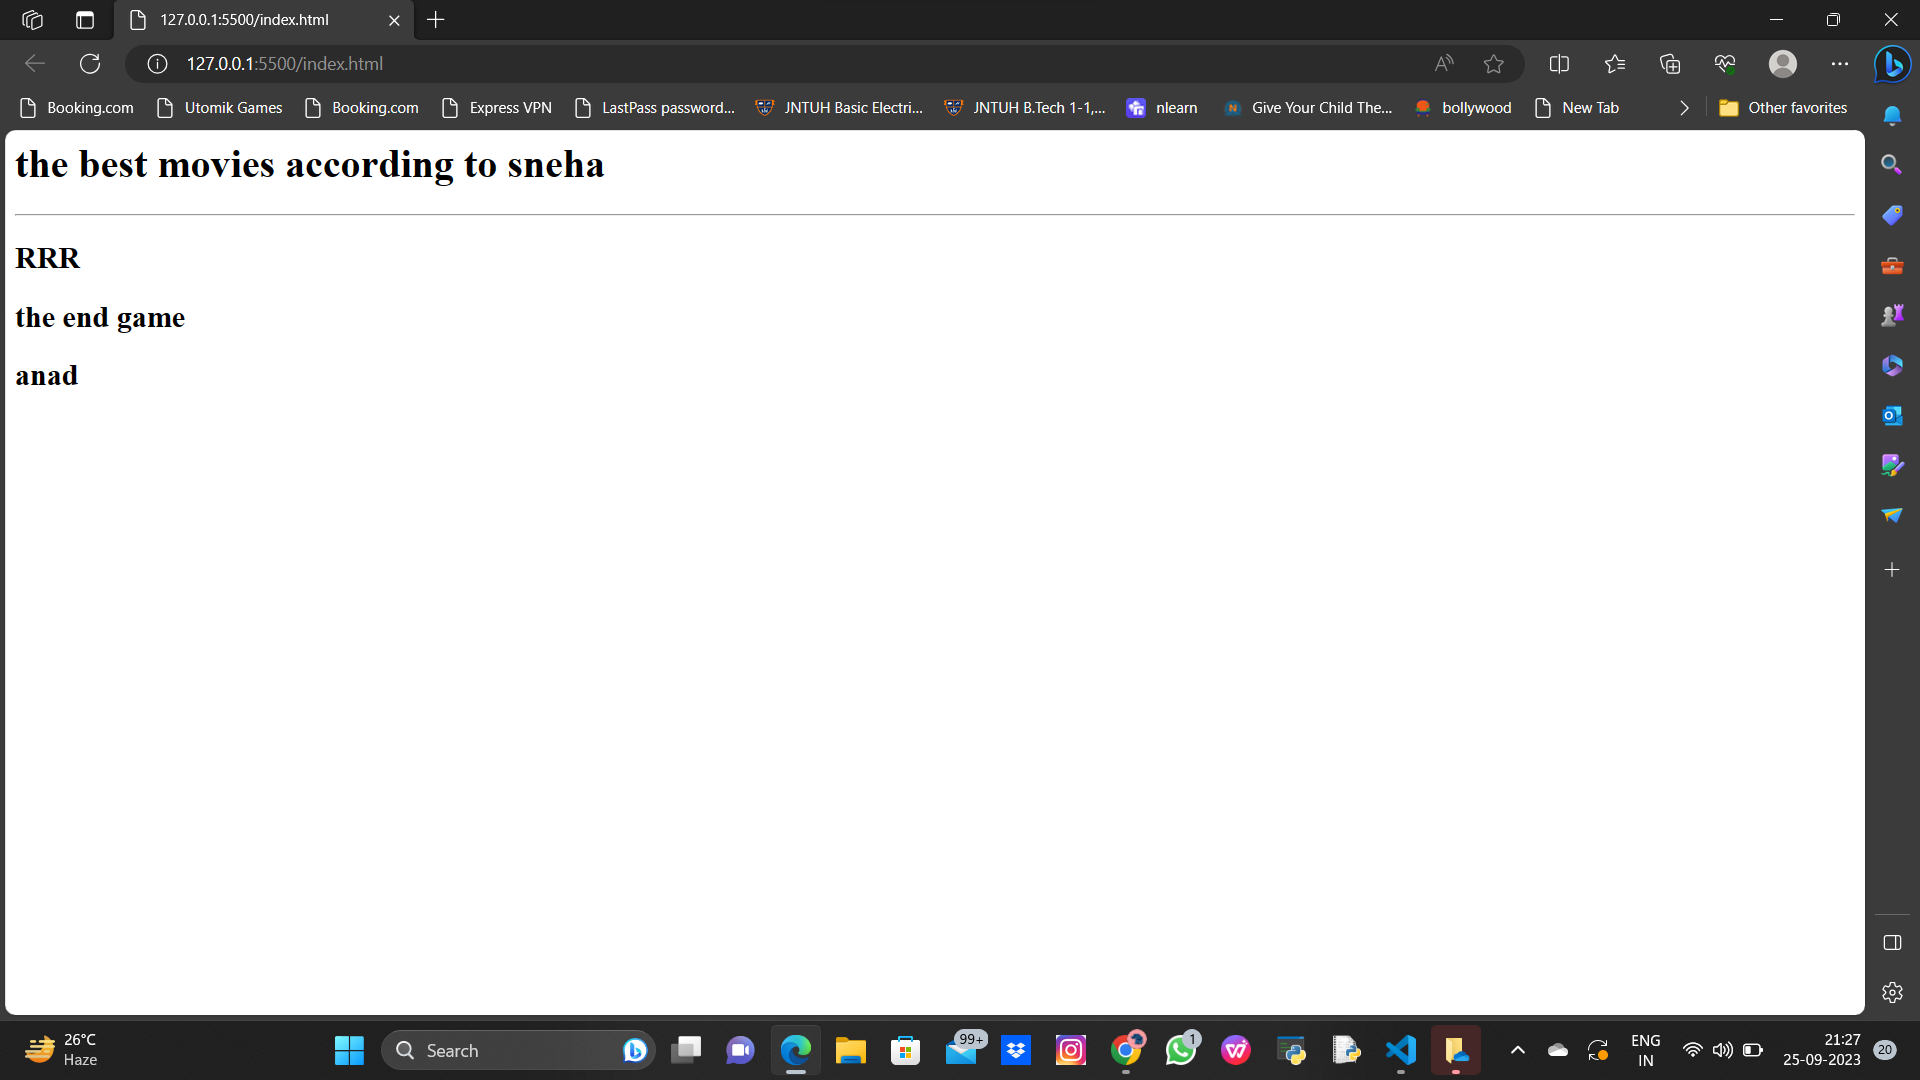 127.0.0.1:5500/index.html
127.0.0.1:5500/index.html
Booking.com Utomik Games Booking.com Express VPN LastPass password... JNTUH Basic Electri... JNTUH B.Tech 1-1,... nlearn Give Your Child The... bollywood New Tab Other favorites
the best movies according to sneha
RRR
the end game
anad
26°C
Haze
Search
99+
1
ENG
IN
21:27
25-09-2023
20